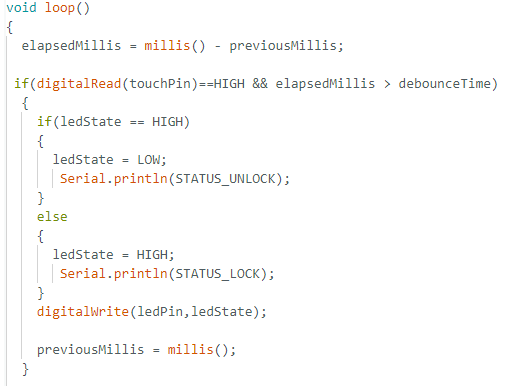 void loop()
{
  elapsedMillis = millis() - previousMillis;
 if(digitalRead(touchPin)==HIGH && elapsedMillis > debounceTime)
  {
    if(ledState == HIGH)
    {
      ledState = LOW;
       Serial.println(STATUS_UNLOCK);
    }
    else
    {
      ledState = HIGH;
       Serial.println(STATUS_LOCK);
    }
    digitalWrite(ledPin,ledState);
    previousMillis = millis();
  }